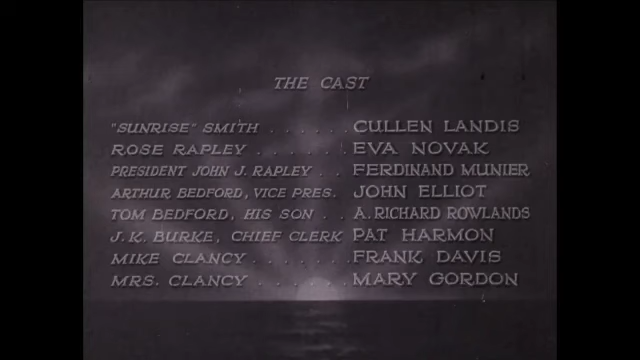 THE CAST
"SUNRISE" SMITH . . . . . . CULLEN LANDIS
ROSE RAPLEY . . . . . . . EVA NOVAK
PRESIDENT JOHN J. RAPLEY . . FERDINAND MUNIER
ARTHUR BEDFORD, VICE PRES. JOHN ELLIOT
TOM BEDFORD, HIS SON . . A. RICHARD ROWLANDS
J. K. BURKE, CHIEF CLERK PAT HARMON
MIKE CLANCY . . . . . . . FRANK DAVIS
MRS. CLANCY . . . . . . . MARY GORDON